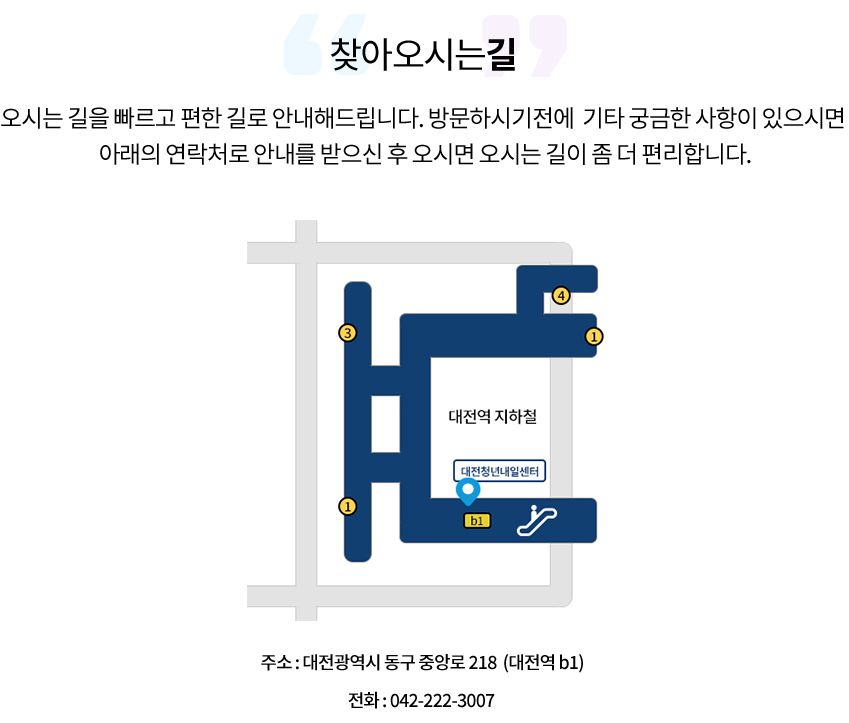 찾아오시는길
오시는 길을 빠르고 편한 길로 안내해드립니다. 방문하시기전에 기타 궁금한 사항이 있으시면
아래의 연락처로 안내를 받으신 후 오시면 오시는 길이 좀 더 편리합니다.
4
3
1
대전역 지하철
대전청년내일센터
1
b1
주소 : 대전광역시 동구 중앙로 218 (대전역 b1)
전화 : 042-222-3007